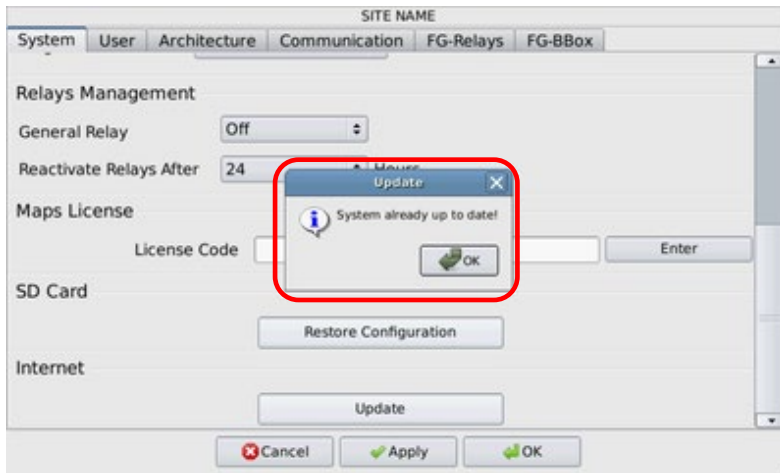 SITE NAME
System User Architecture Communication FG-Relays FG-BBox
Relays Management
General Relay Off
Reactivate Relays After 24 Hours
Update
System already up to date!
OK
Maps License
License Code Enter
SD Card
Restore Configuration
Internet
Update
Cancel Apply OK